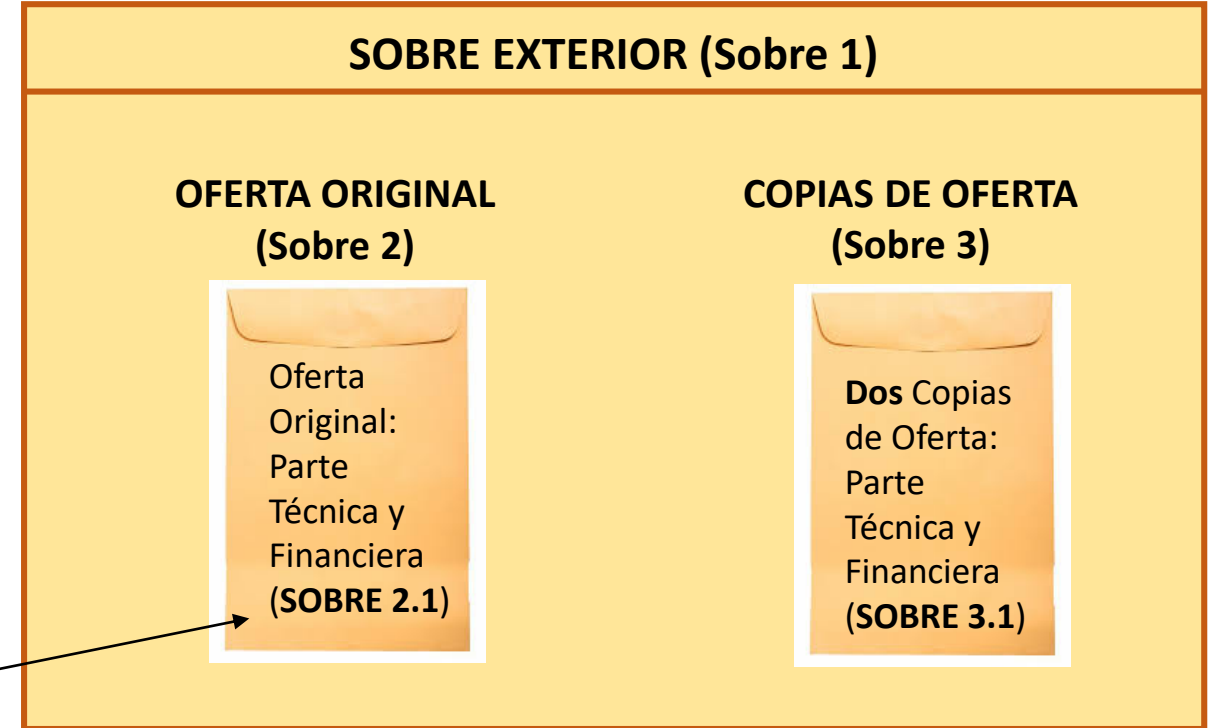 SOBRE EXTERIOR (Sobre 1)
OFERTA ORIGINAL
(Sobre 2)
Oferta
Original:
Parte
Técnica y
Financiera
(SOBRE 2.1)
COPIAS DE OFERTA
(Sobre 3)
Dos Copias
de Oferta:
Parte
Técnica y
Financiera
(SOBRE 3.1)